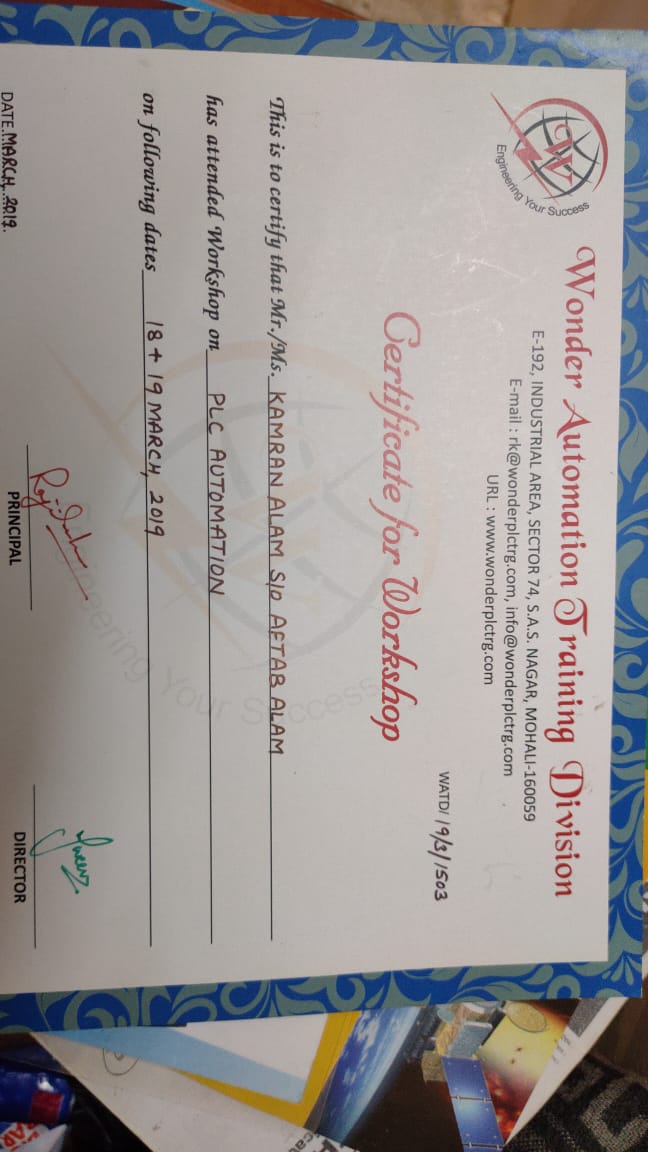 Engineering Your Success
Wonder Automation Training Division
E-192, INDUSTRIAL AREA, SECTOR 74, S.A.S. NAGAR, MOHALI-160059
E-mail : rk@wonderplctrg.com, info@wonderplctrg.com
URL : www.wonderplctrg.com
WATD/ 19/3/1503
Certificate for Workshop
This is to certify that Mr./Ms. KAMRAN ALAM S/o AFTAB ALAM
has attended Workshop on PLC AUTOMATION
on following dates 18 + 19 MARCH, 2019
Engineering Your Success
DATE. MARCH, 2019.
PRINCIPAL
DIRECTOR